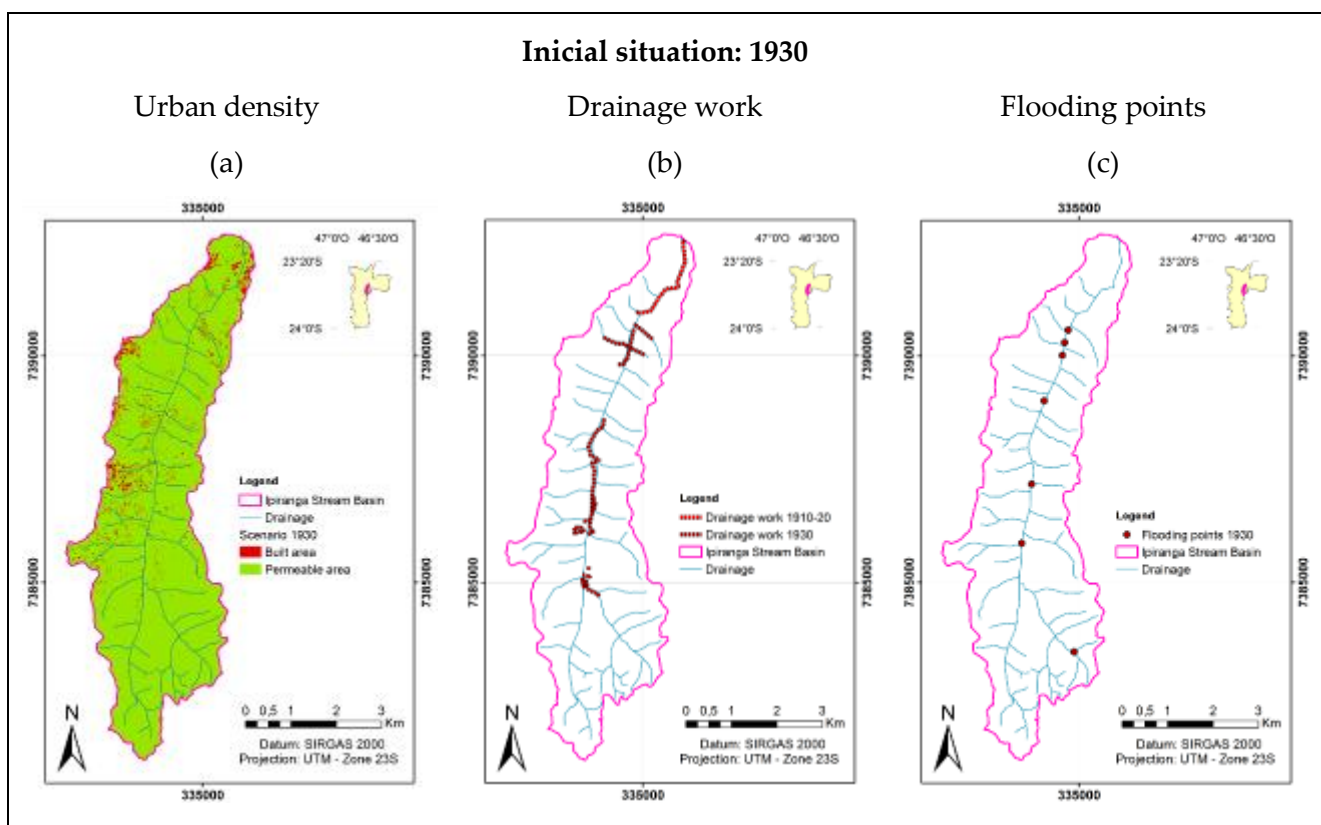 Inicial situation: 1930
Urban density
Drainage work
Flooding points
(a)
(b)
(c)
335000
47°0'O 46°30'O
23°20'S
24°0'S
7390000
7390000
7385000
7385000
Legend
Ipiranga Stream Basin
Drainage
Scenario 1930
Built area
Permeable area
N
0 0,5 1 2 3
Km
Datum: SIRGAS 2000
Projection: UTM - Zone 23S
335000
335000
47°0'O 46°30'O
23°20'S
24°0'S
7390000
7390000
7385000
7385000
Legend
Drainage work 1910-20
Drainage work 1930
Ipiranga Stream Basin
Drainage
N
0 0,5 1 2 3
Km
Datum: SIRGAS 2000
Projection: UTM - Zone 23S
335000
335000
47°0'O 46°30'O
23°20'S
24°0'S
7390000
7390000
7385000
7385000
Legend
Flooding points 1930
Ipiranga Stream Basin
Drainage
N
0 0,5 1 2 3
Km
Datum: SIRGAS 2000
Projection: UTM - Zone 23S
335000